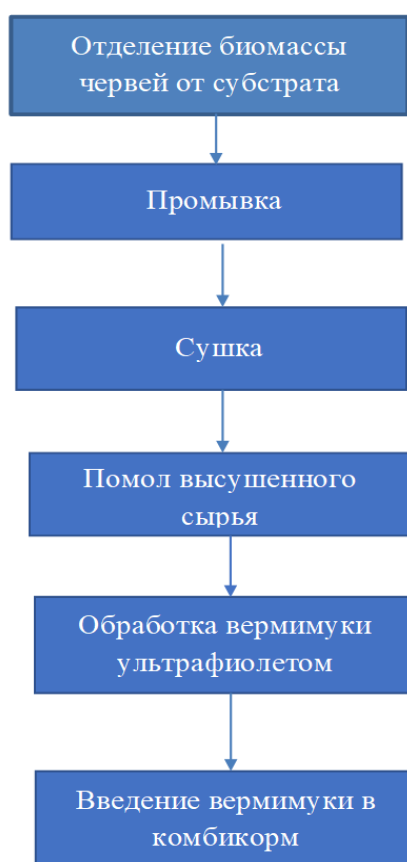 Отделение биомассы
червей от субстрата
Промывка
Сушка
Помол высушенного
сырья
Обработка вермимуки
ультрафиолетом
Введение вермимуки в
комбикорм